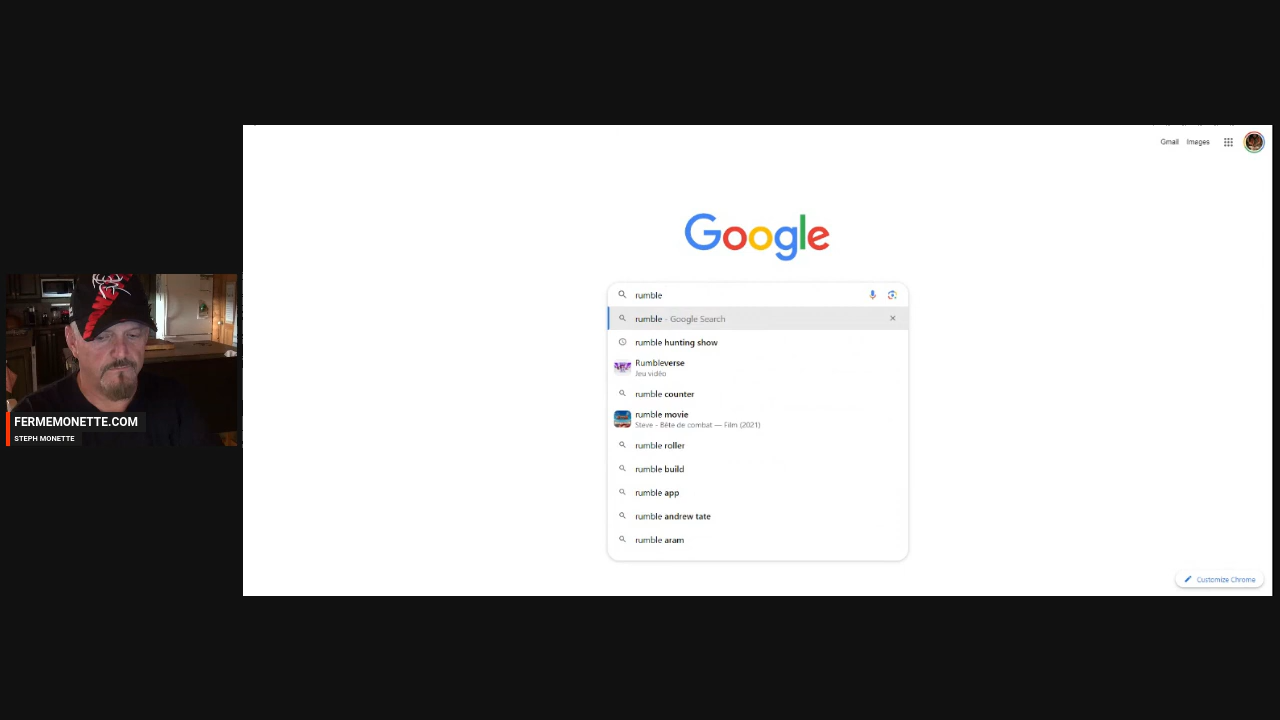 Gmail Images
Google
rumble
rumble - Google Search
rumble hunting show
Rumbleverse
Jeu vidéo
rumble counter
rumble movie
Steve - Bête de combat — Film (2021)
rumble roller
rumble build
rumble app
rumble andrew tate
rumble aram
Customize Chrome
FERMEMONETTE.COM
STEPH MONETTE